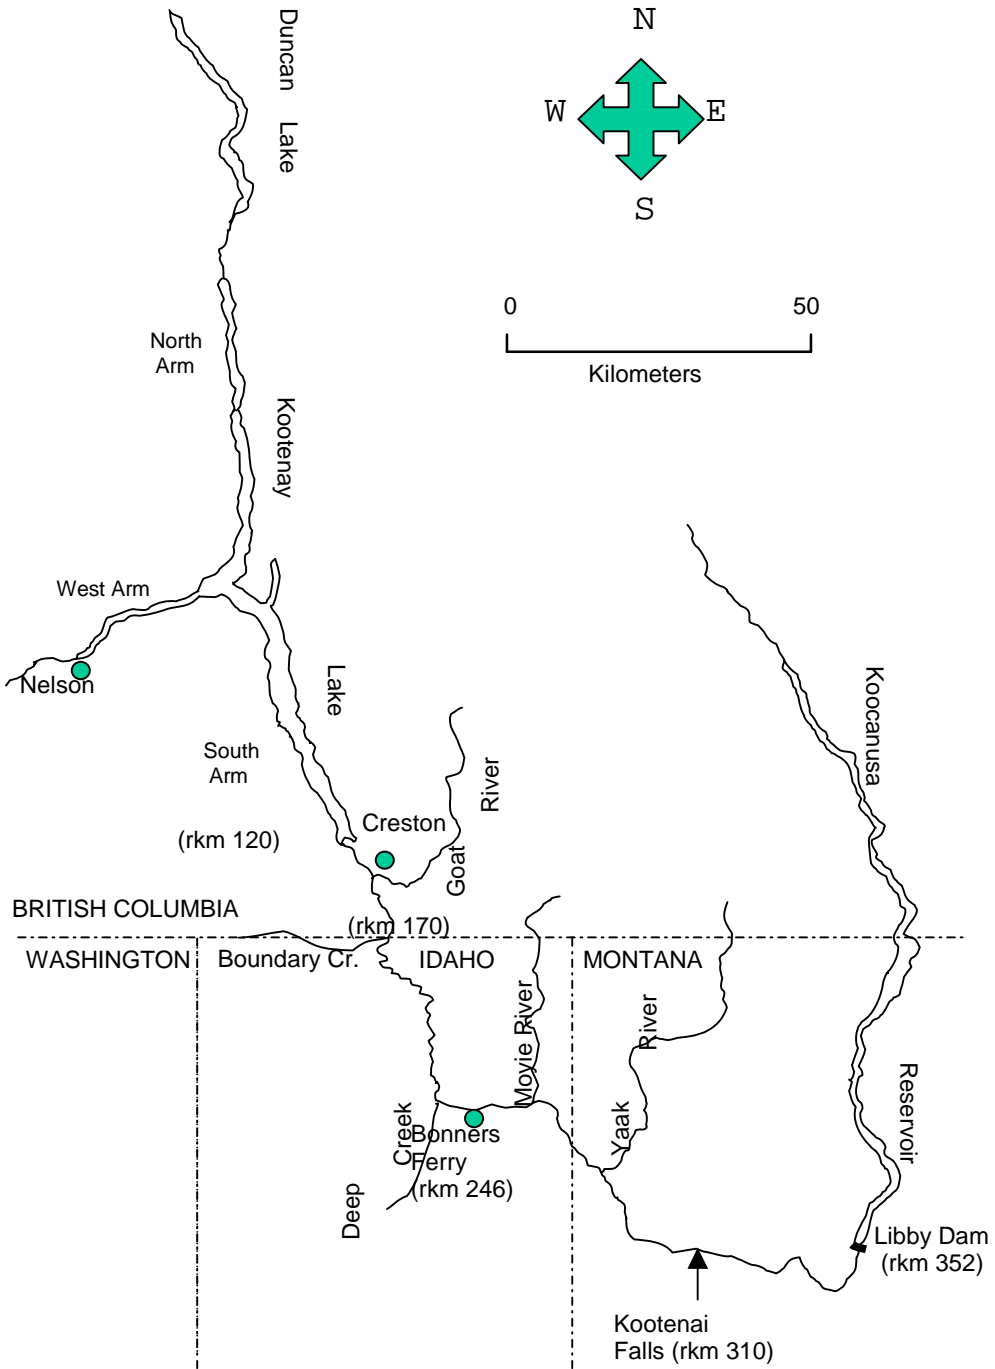 N
W E
S
Duncan Lake
0 50
Kilometers
North
Arm
Kootenay
West Arm
Nelson
Lake
South
Arm
Koocanusa
(rkm 120)
Creston
Goat River
BRITISH COLUMBIA
(rkm 170)
WASHINGTON
Boundary Cr.
IDAHO
MONTANA
Moyie River
Yaak River
Reservoir
Deep Creek
Bonners
Ferry
(rkm 246)
Libby Dam
(rkm 352)
Kootenai
Falls (rkm 310)